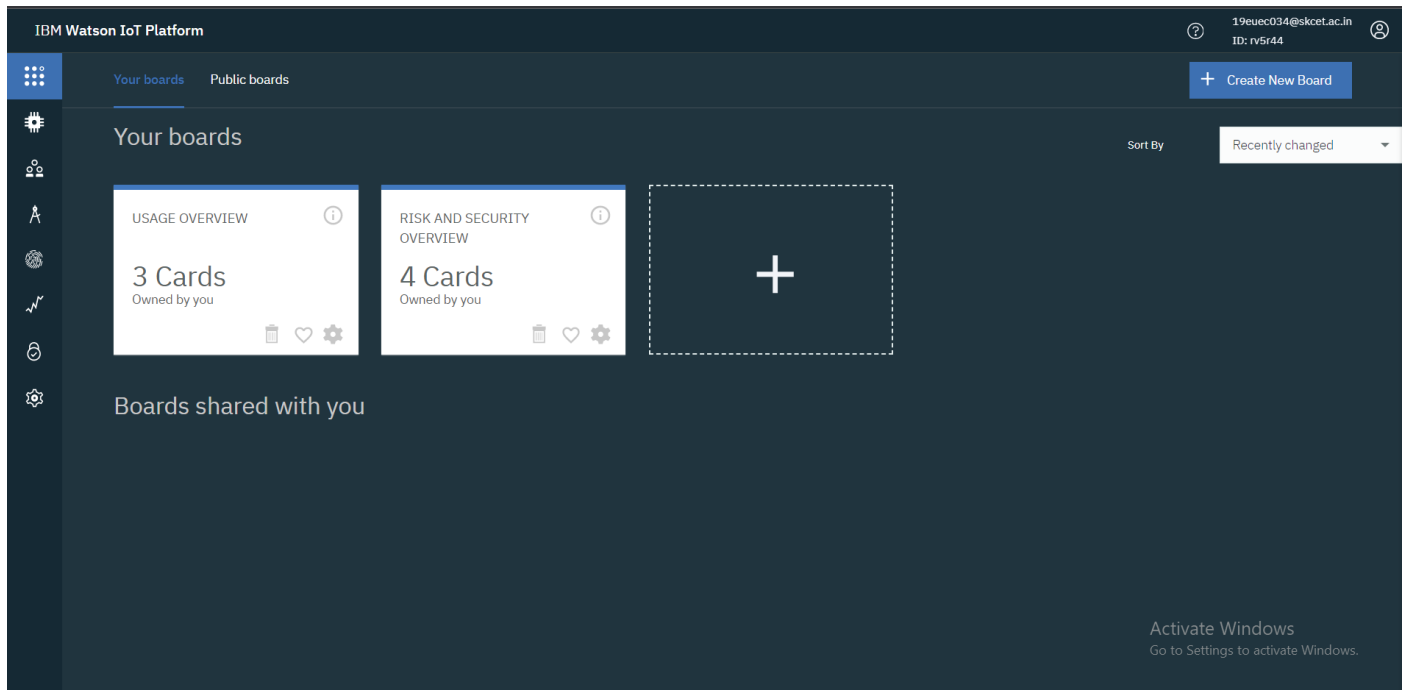 IBM Watson IoT Platform
19euec034@skcet.ac.in
ID: rv5r44
Your boards
Public boards
+ Create New Board
Your boards
Sort By
Recently changed
USAGE OVERVIEW
3 Cards
Owned by you
RISK AND SECURITY
OVERVIEW
4 Cards
Owned by you
Boards shared with you
Activate Windows
Go to Settings to activate Windows.